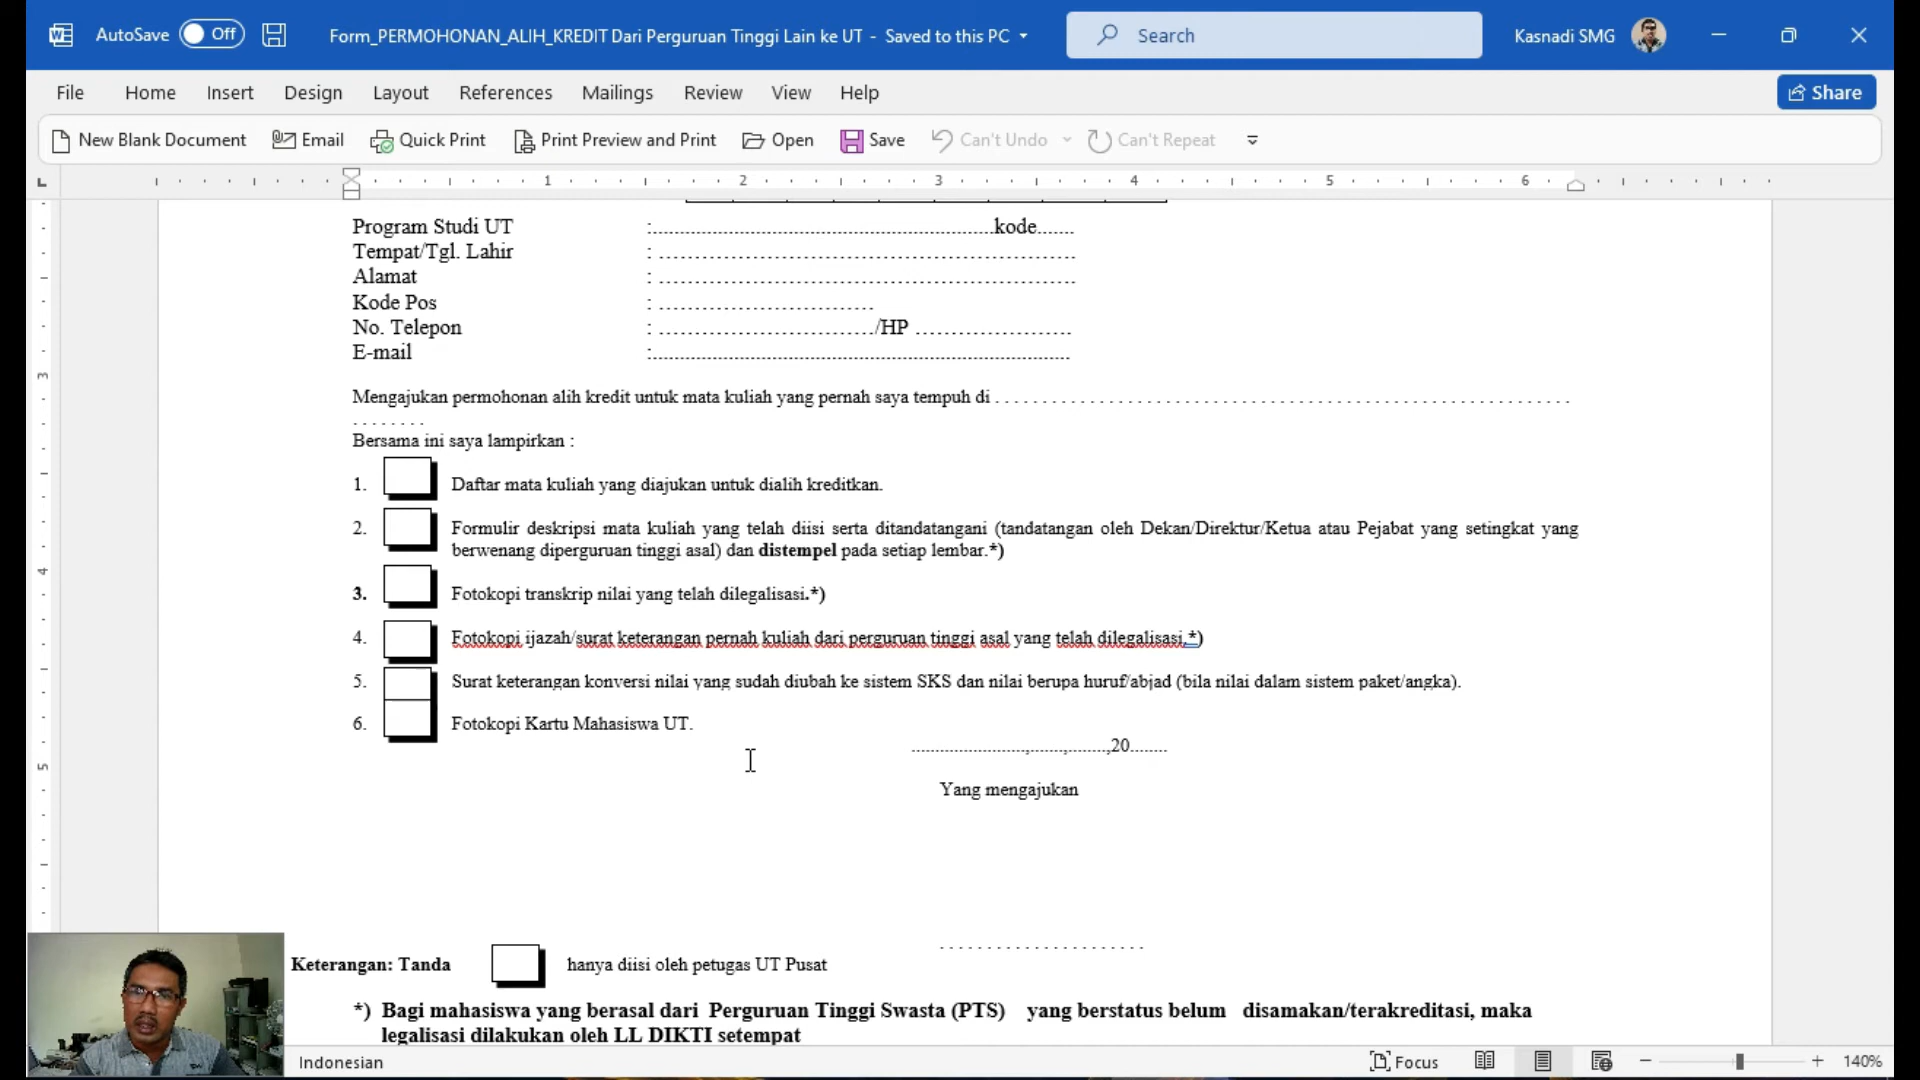 AutoSave Off Form_PERMOHONAN_ALIH_KREDIT Dari Perguruan Tinggi Lain ke UT - Saved to this PC Search Kasnadi SMG
File Home Insert Design Layout References Mailings Review View Help Share
New Blank Document Email Quick Print Print Preview and Print Open Save Can't Undo Can't Repeat
1 2 3 4 5 6
Program Studi UT :..........................................................................kode.......
Tempat/Tgl. Lahir : ................................................................
Alamat : ................................................................
Kode Pos : .................................
No. Telepon : ................................./HP ........................
E-mail :...........................................................................................
Mengajukan permohonan alih kredit untuk mata kuliah yang pernah saya tempuh di . . . . . . . . . . . . . . . . . . . . . . . . . . . . . . . . . . . . . . . . . . . . . . . . . . . . . . . . . .
. . . . . . . .
Bersama ini saya lampirkan :
1. Daftar mata kuliah yang diajukan untuk dialih kreditkan.
2. Formulir deskripsi mata kuliah yang telah diisi serta ditandatangani (tandatangan oleh Dekan/Direktur/Ketua atau Pejabat yang setingkat yang
berwenang diperguruan tinggi asal) dan distempel pada setiap lembar.*)
3. Fotokopi transkrip nilai yang telah dilegalisasi.*)
4. Fotokopi ijazah/surat keterangan pernah kuliah dari perguruan tinggi asal yang telah dilegalisasi.*)
5. Surat keterangan konversi nilai yang sudah diubah ke sistem SKS dan nilai berupa huruf/abjad (bila nilai dalam sistem paket/angka).
6. Fotokopi Kartu Mahasiswa UT.
........................,........,........,20........
Yang mengajukan
. . . . . . . . . . . . . . . . . . . . . .
Keterangan: Tanda hanya diisi oleh petugas UT Pusat
*) Bagi mahasiswa yang berasal dari Perguruan Tinggi Swasta (PTS) yang berstatus belum disamakan/terakreditasi, maka
legalisasi dilakukan oleh LL DIKTI setempat
3
4
5
Indonesian Focus 140%